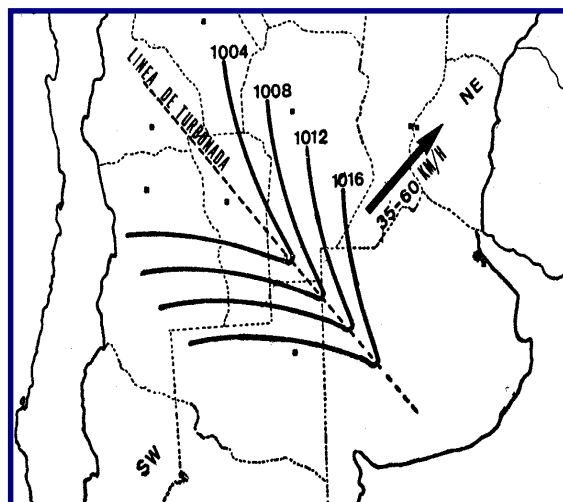 1004
LINEA DE TURBONADA
1008
1012
1016
NE
35-60 KM/H
SW